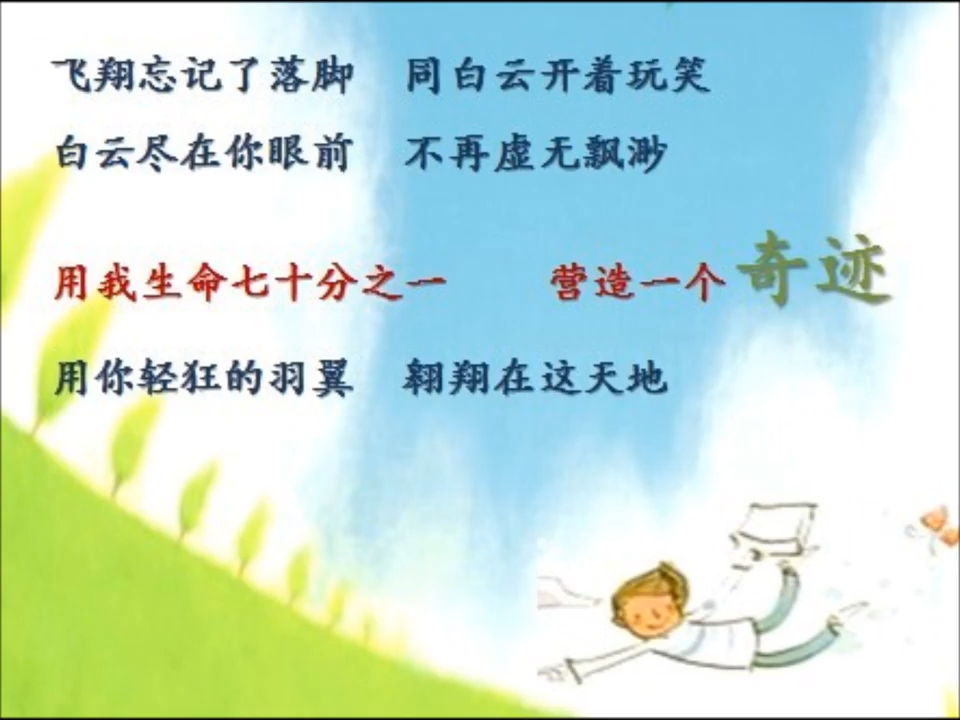 飞翔忘记了落脚 同白云开着玩笑
白云尽在你眼前 不再虚无飘渺
用我生命七十分之一 营造一个奇迹
用你轻狂的羽翼 翱翔在这天地